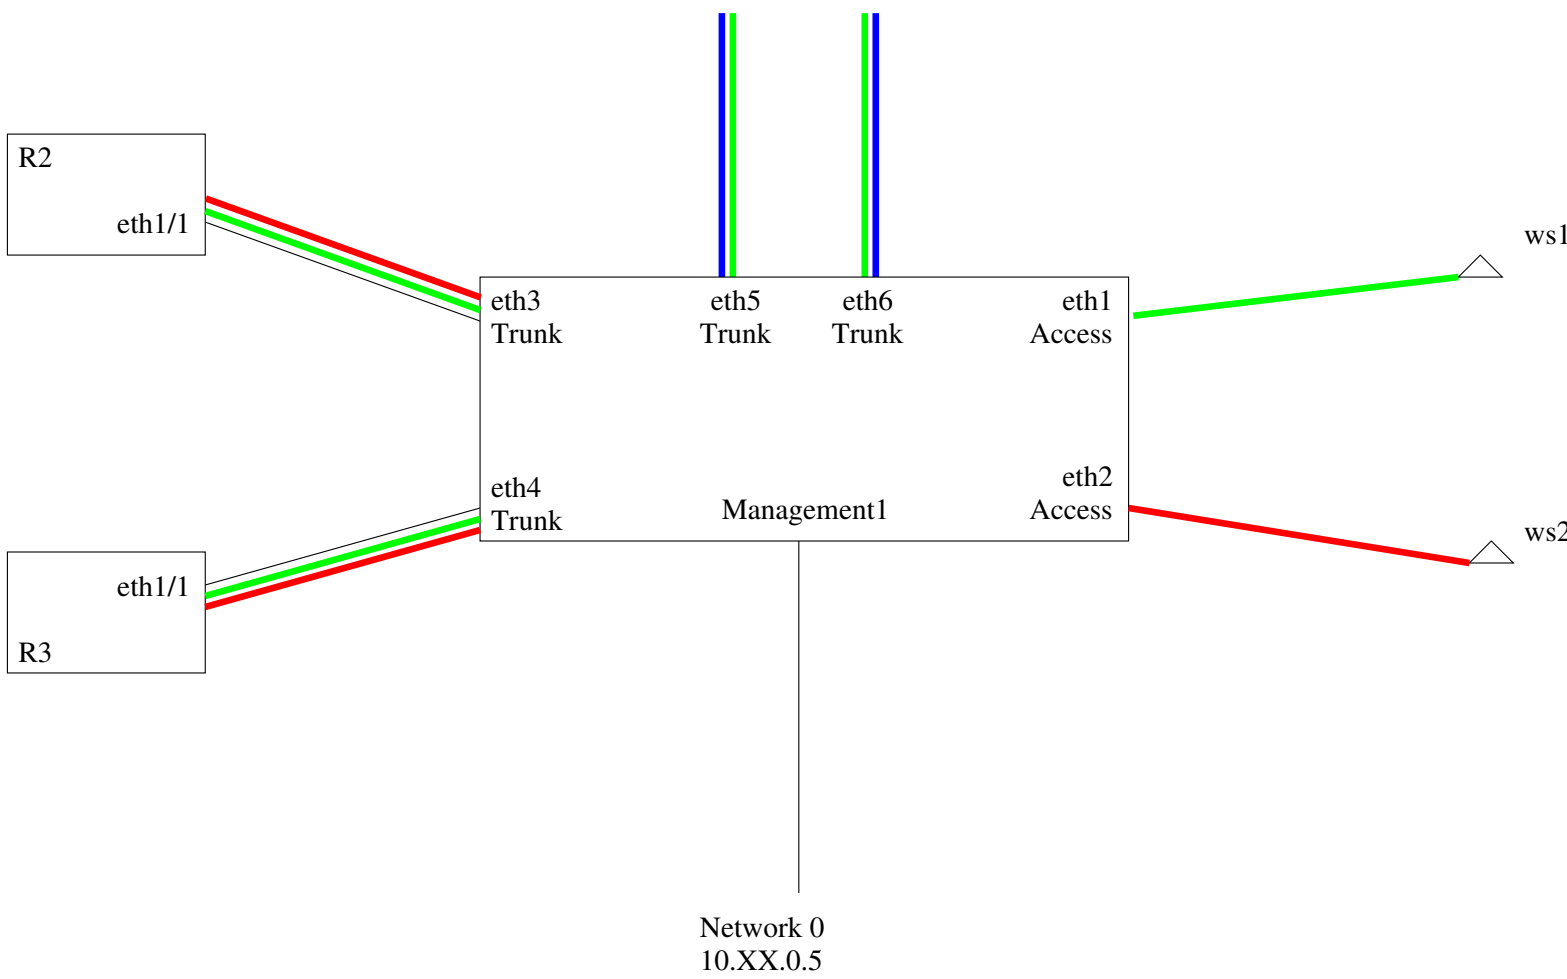 R2
eth1/1
ws1
eth3
Trunk
eth5
Trunk
eth6
Trunk
eth1
Access
eth4
Trunk
Management1
eth2
Access
ws2
eth1/1
R3
Network 0
10.XX.0.5